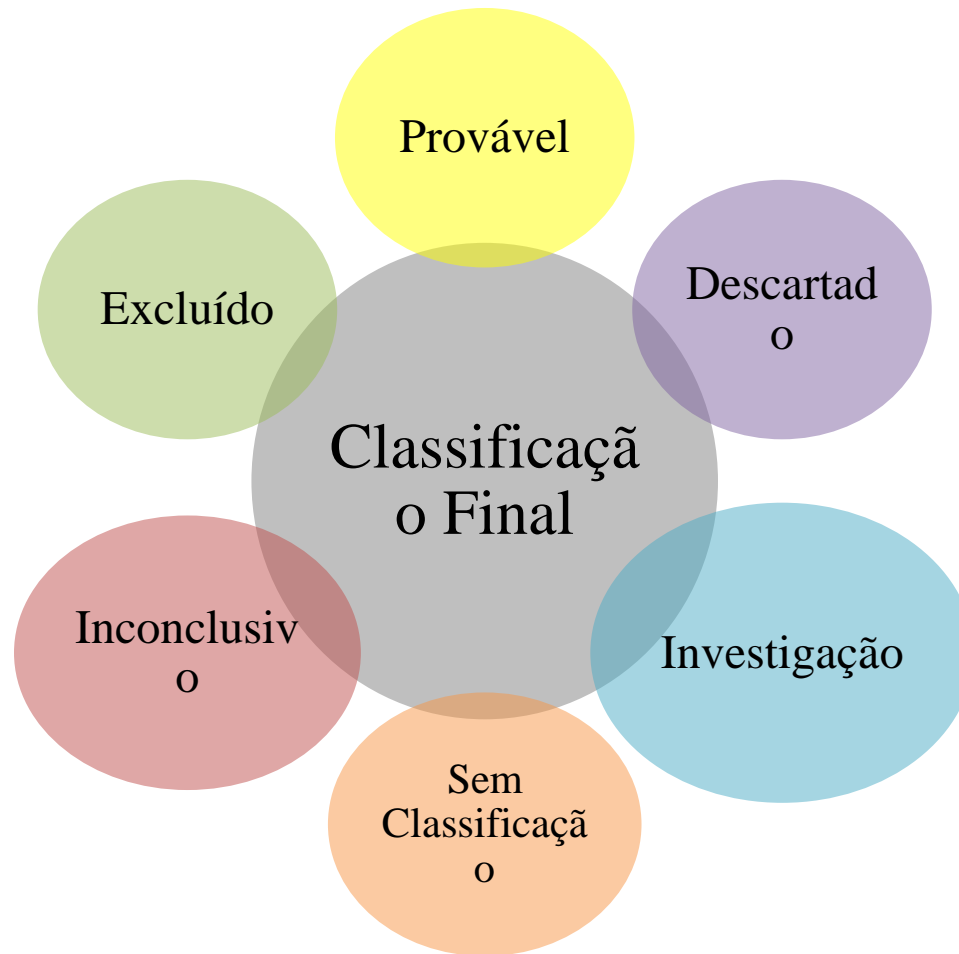 Provável
Excluído
Descartad
o
Classificaçã
o Final
Inconclusiv
o
Investigação
Sem
Classificaçã
o